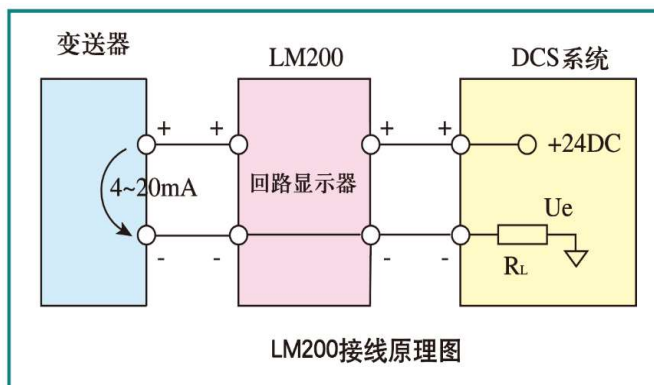 变送器
LM200
DCS系统
+ + + +
+24DC
4~20mA
回路显示器
Ue
- - - -
RL
LM200接线原理图